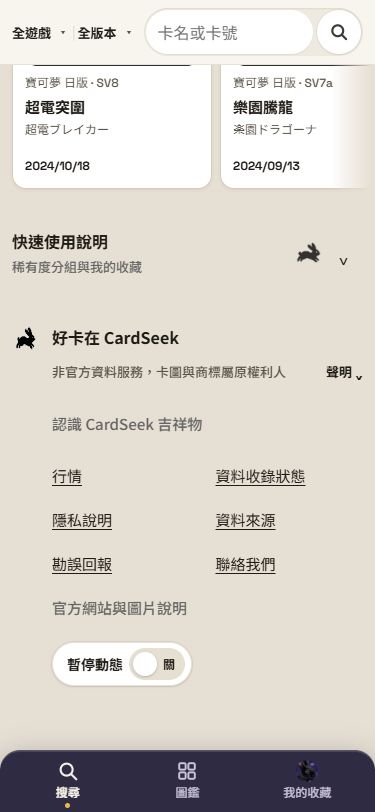 全遊戲
全版本
卡名或卡號
寶可夢 日版 · SV8
超電突圍
超電ブレイカー
2024/10/18
寶可夢 日版 · SV7a
樂園騰龍
楽園ドラゴーナ
2024/09/13
快速使用說明
稀有度分組與我的收藏
好卡在 CardSeek
非官方資料服務，卡圖與商標屬原權利人
聲明
認識 CardSeek 吉祥物
行情
資料收錄狀態
隱私說明
資料來源
勘誤回報
聯絡我們
官方網站與圖片說明
暫停動態
關
搜尋
圖鑑
我的收藏